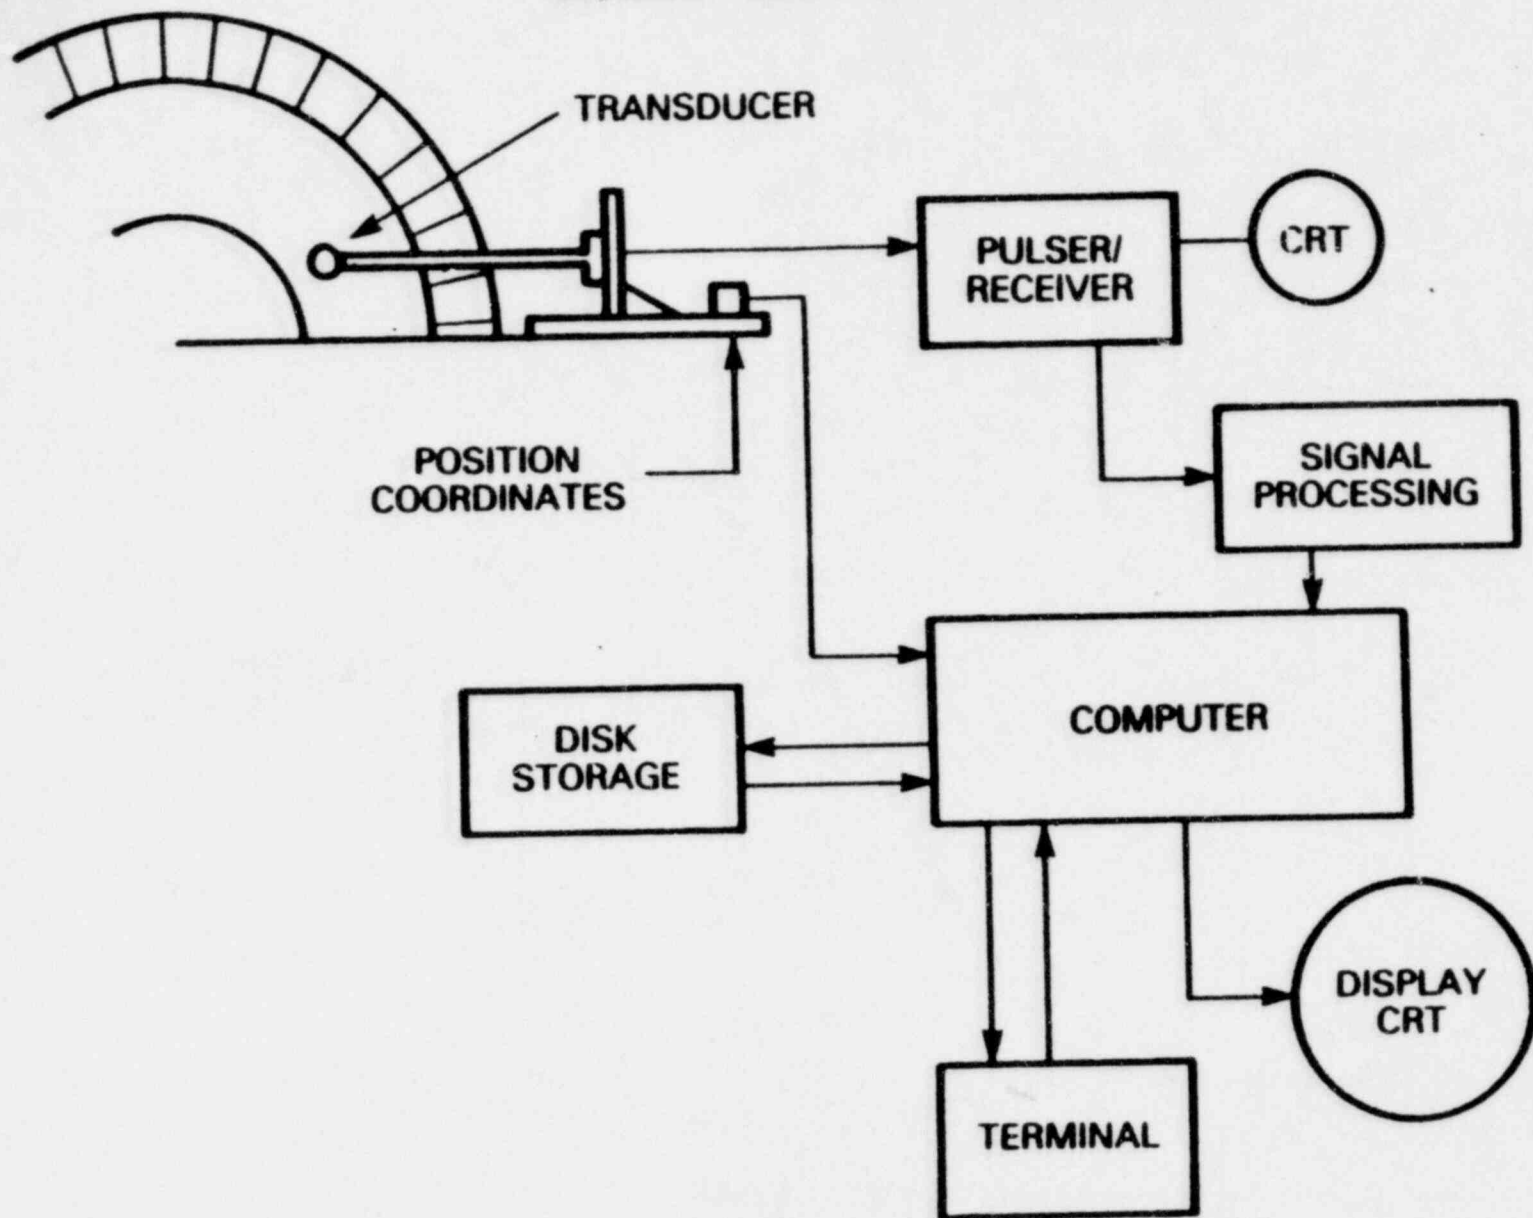 TRANSDUCER
PULSER/
RECEIVER
CRT
POSITION
COORDINATES
SIGNAL
PROCESSING
COMPUTER
DISK
STORAGE
DISPLAY
CRT
TERMINAL